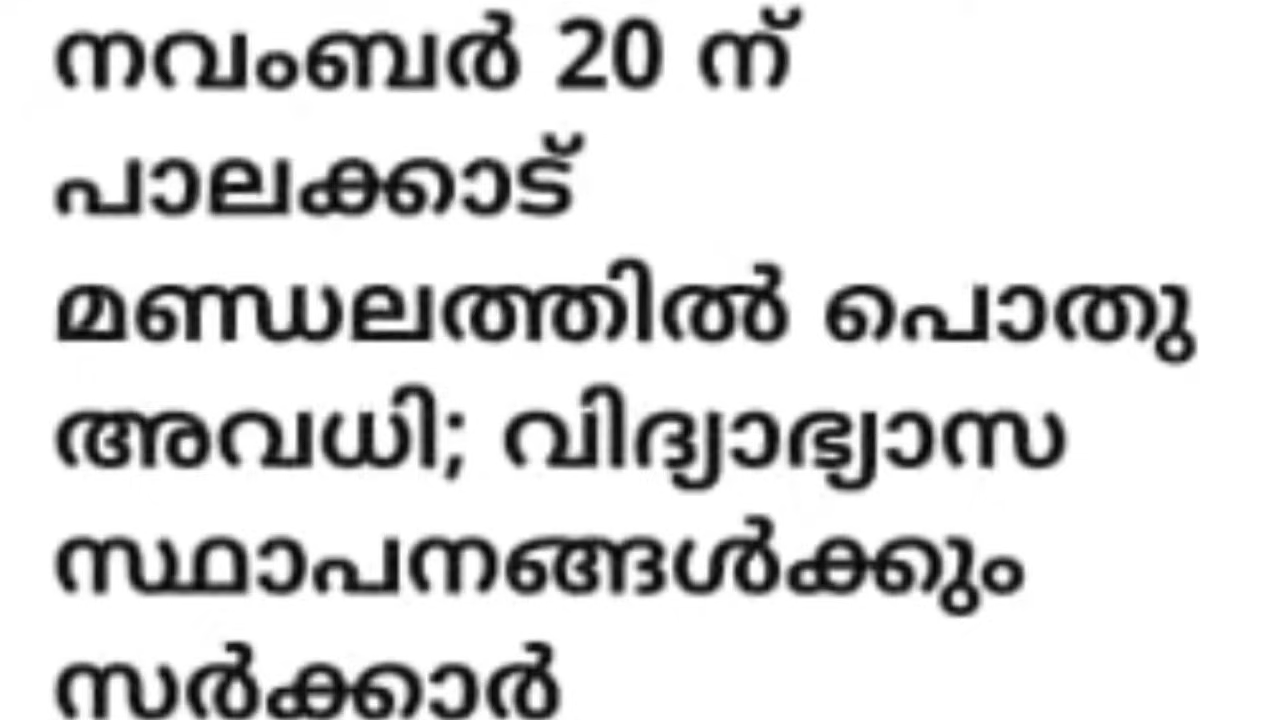 നവംബർ 20 ന്
പാലക്കാട്
മണ്ഡലത്തിൽ പൊതു
അവധി; വിദ്യാഭ്യാസ
സ്ഥാപനങ്ങൾക്കും
സർക്കാർ